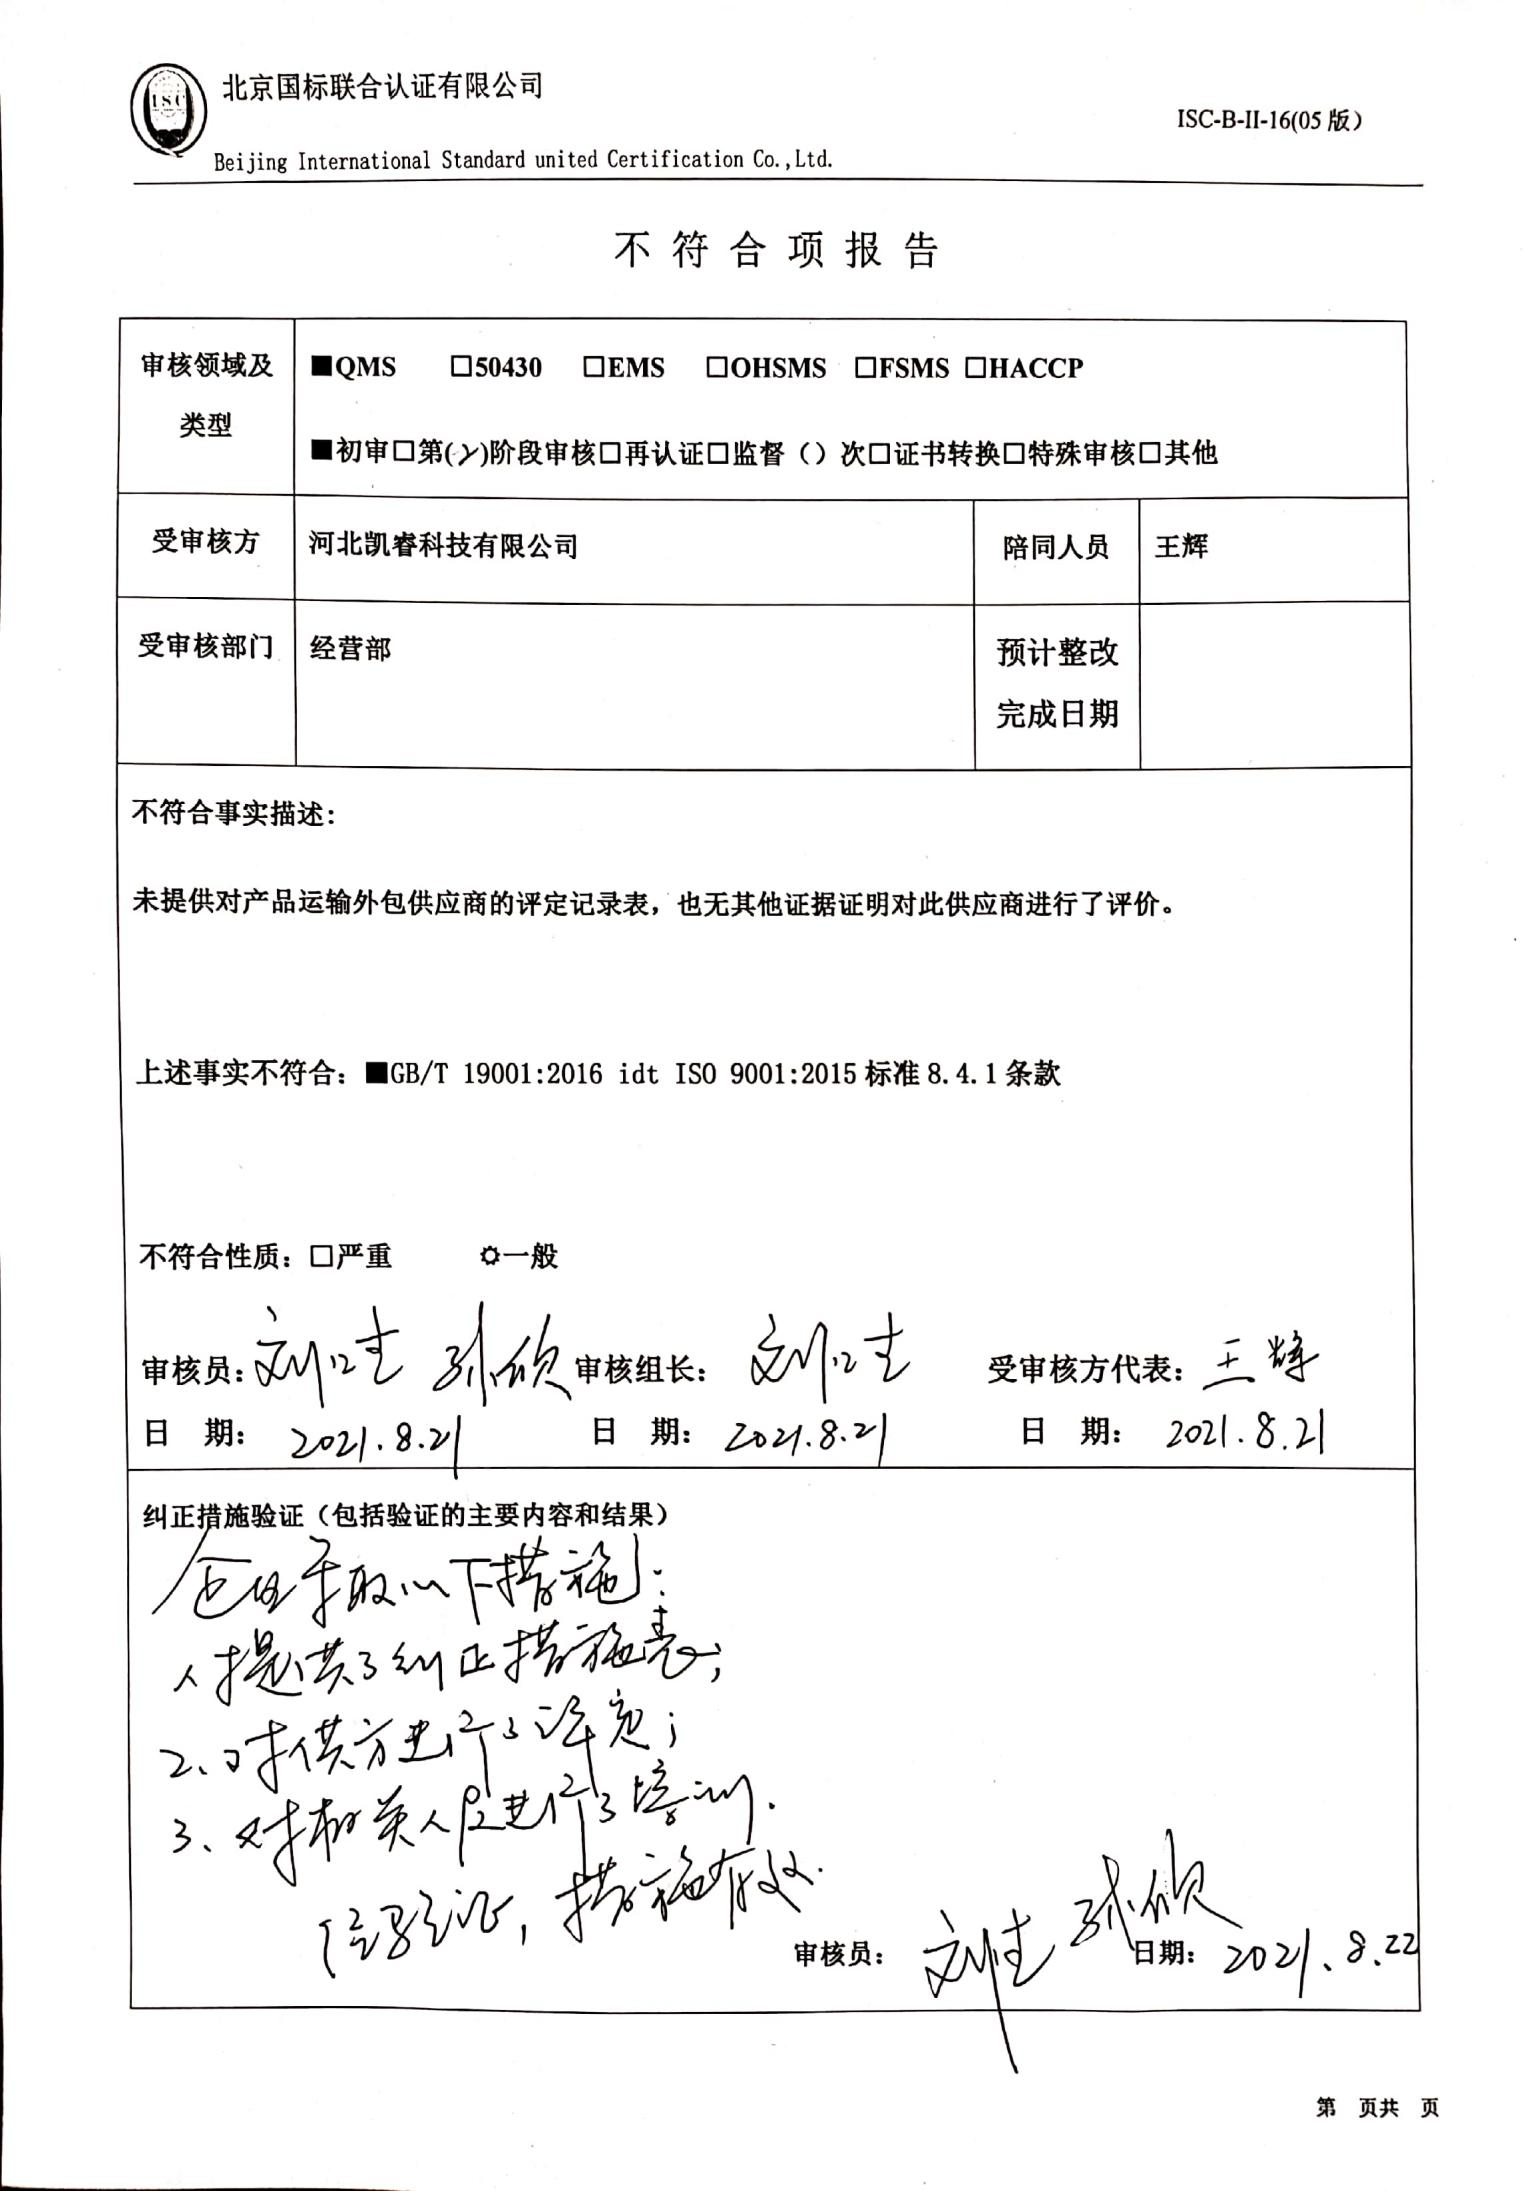 ISC
北京国标联合认证有限公司
ISC-B-II-16(05版)
Beijing International Standard united Certification Co.,Ltd.
不符合项报告
审核领域及类型
■QMS □50430 □EMS □OHSMS □FSMS □HACCP
■初审□第(2)阶段审核□再认证□监督（）次□证书转换□特殊审核□其他
受审核方 河北凯睿科技有限公司 陪同人员 王辉
受审核部门 经营部 预计整改完成日期
不符合事实描述：
未提供对产品运输外包供应商的评定记录表，也无其他证据证明对此供应商进行了评价。
上述事实不符合：■GB/T 19001:2016 idt ISO 9001:2015标准8.4.1条款
不符合性质：□严重 ✡一般
审核员： 审核组长： 受审核方代表：王辉
日 期：2021.8.21 日 期：2021.8.21 日 期：2021.8.21
纠正措施验证（包括验证的主要内容和结果）
企业采取以下措施：
1、提供了纠正措施表；
2、对供方进行了评定；
3、对相关人员进行了培训.
经验证，措施有效.
审核员： 日期：2021.8.22
第 页共 页